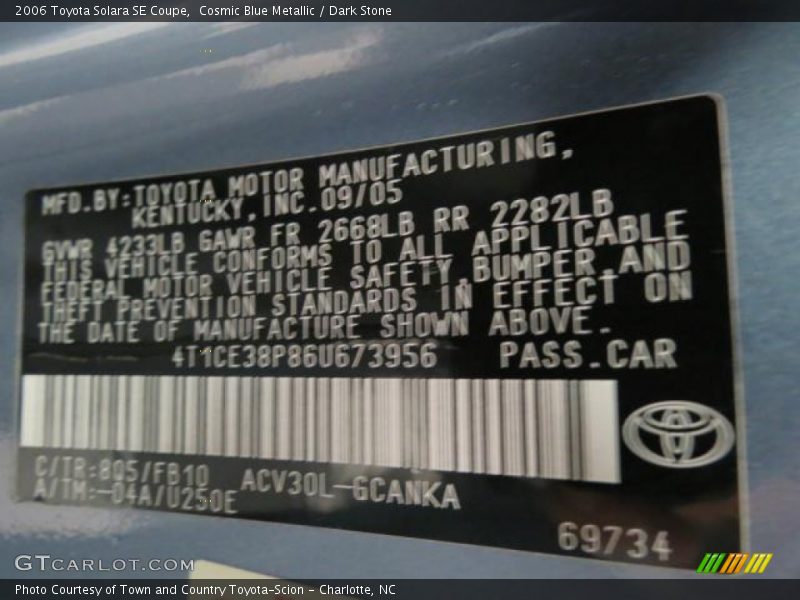 2006 Toyota Solara SE Coupe,  Cosmic Blue Metallic / Dark Stone
MFD.BY:TOYOTA MOTOR MANUFACTURING,
KENTUCKY,INC.09/05
GVWR 4233LB GAWR FR 2668LB RR 2282LB
THIS VEHICLE CONFORMS TO ALL APPLICABLE
FEDERAL MOTOR VEHICLE SAFETY,BUMPER,AND
THEFT PREVENTION STANDARDS IN EFFECT ON
THE DATE OF MANUFACTURE SHOWN ABOVE.
4T1CE38P86U673956 PASS.CAR
C/TR:8Q5/FB10 ACV30L-GCANKA
A/TM:-04A/U250E
69734
GTCARLOT.COM
Photo Courtesy of Town and Country Toyota-Scion - Charlotte, NC